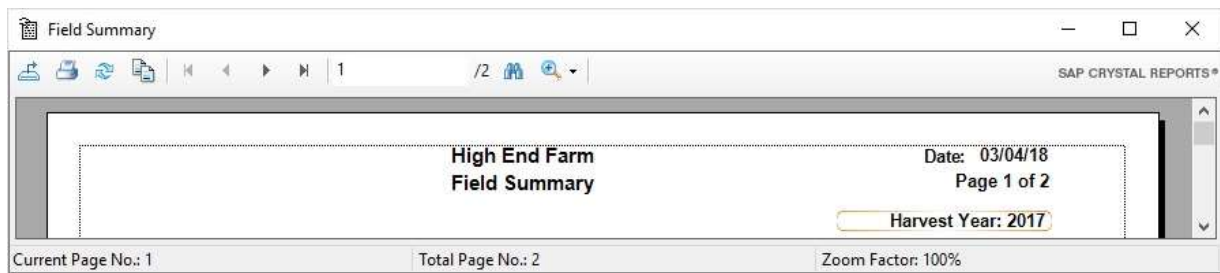 Field Summary
1 /2 SAP CRYSTAL REPORTS®
High End Farm Date: 03/04/18
Field Summary Page 1 of 2
Harvest Year: 2017
Current Page No.: 1 Total Page No.: 2 Zoom Factor: 100%